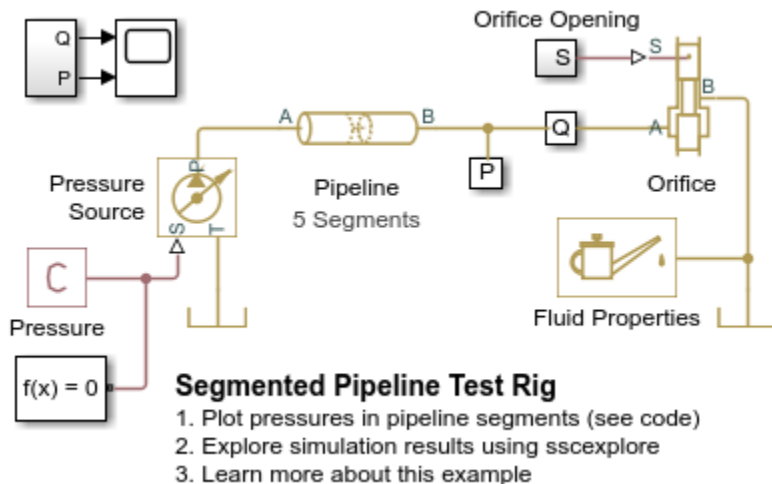 Orifice Opening
Q
P
S
S
A
B
B
A
Q
P
Pressure
Source
P
S
T
Pipeline
5 Segments
Orifice
C
Pressure
Fluid Properties
f(x) = 0
Segmented Pipeline Test Rig
1. Plot pressures in pipeline segments (see code)
2. Explore simulation results using sscexplore
3. Learn more about this example